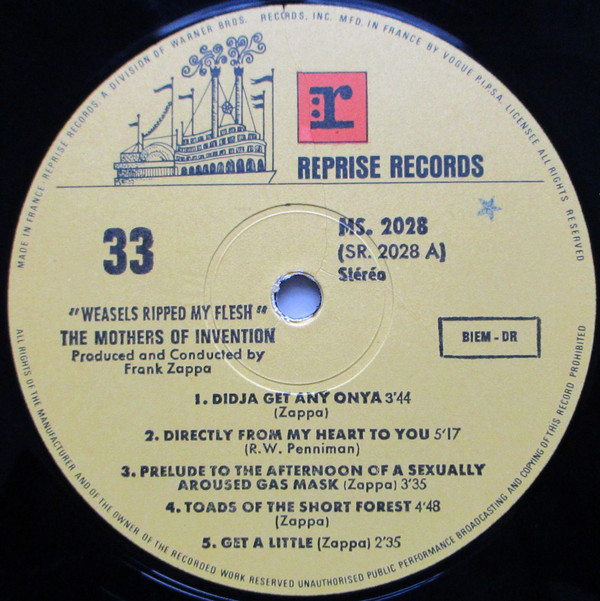 MADE IN FRANCE-REPRISE RECORDS, A DIVISION OF WARNER BROS. RECORDS, INC. MFD. IN FRANCE BY VOGUE P.I.P.SA. LICENSEE ALL RIGHTS RESERVED
:r
REPRISE RECORDS
33
MS. 2028
(SR. 2028 A)
Stéréo
"WEASELS RIPPED MY FLESH"
THE MOTHERS OF INVENTION
Produced and Conducted by
Frank Zappa
BIEM - DR
1. DIDJA GET ANY ONYA 3'44
(Zappa)
2. DIRECTLY FROM MY HEART TO YOU 5'17
(R.W. Penniman)
3. PRELUDE TO THE AFTERNOON OF A SEXUALLY
AROUSED GAS MASK (Zappa) 3'35
4. TOADS OF THE SHORT FOREST 4'48
(Zappa)
5. GET A LITTLE (Zappa) 2'35
ALL RIGHTS OF THE MANUFACTURER AND OF THE OWNER OF THE RECORDED WORK RESERVED UNAUTHORISED PUBLIC PERFORMANCE BROADCASTING AND COPYING OF THIS RECORD PROHIBITED